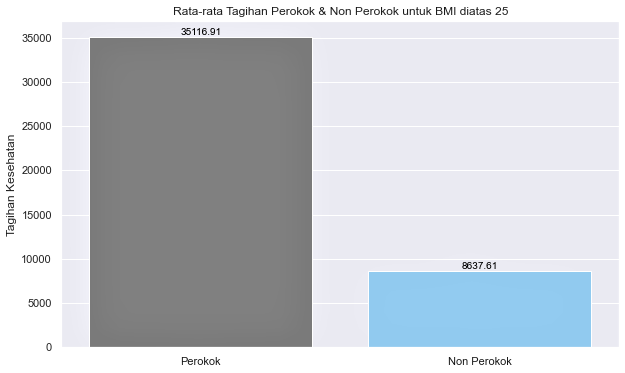 Rata-rata Tagihan Perokok & Non Perokok untuk BMI diatas 25
35116.91
35000
30000
25000
20000
15000
10000
5000
0
Tagihan Kesehatan
8637.61
Perokok
Non Perokok